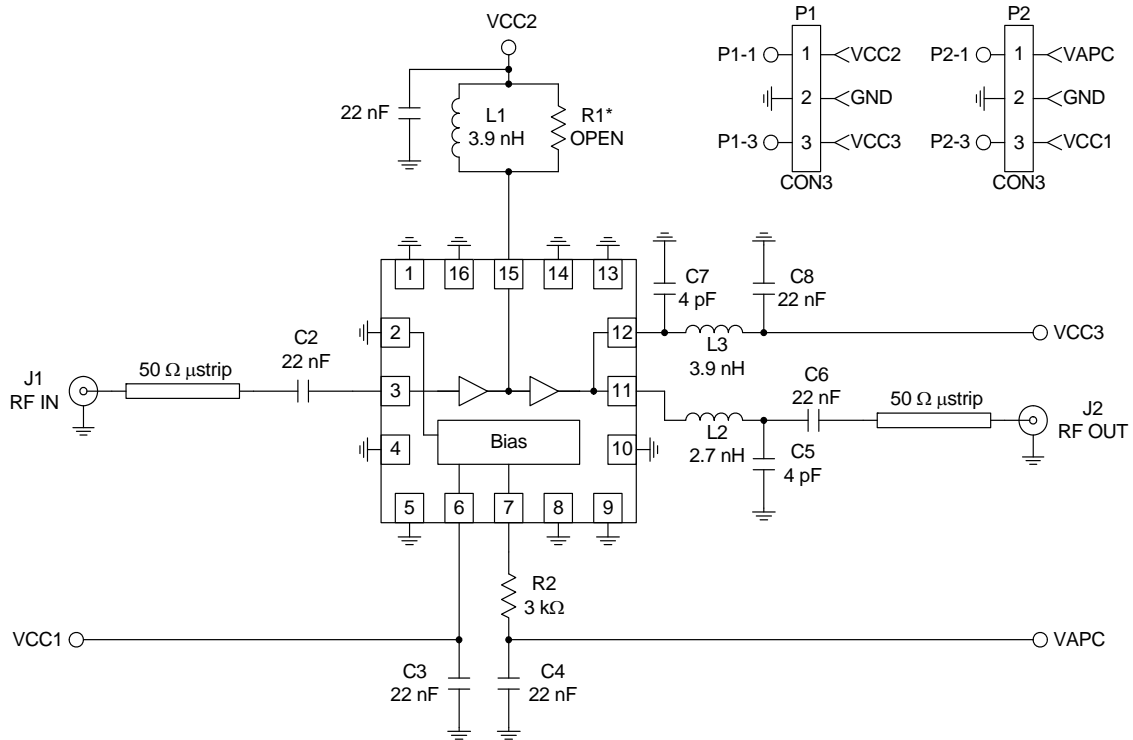 VCC2
P1
P2
P1-1
1
VCC2
P2-1
1
VAPC
22 nF
L1
3.9 nH
R1*
OPEN
2
GND
2
GND
P1-3
3
VCC3
P2-3
3
VCC1
CON3
CON3
1
16
15
14
13
C7
4 pF
C8
22 nF
2
12
VCC3
L3
3.9 nH
J1
RF IN
50 Ω μstrip
C2
22 nF
3
11
C6
22 nF
50 Ω μstrip
J2
RF OUT
L2
2.7 nH
C5
4 pF
4
Bias
10
5
6
7
8
9
R2
3 kΩ
VCC1
VAPC
C3
22 nF
C4
22 nF